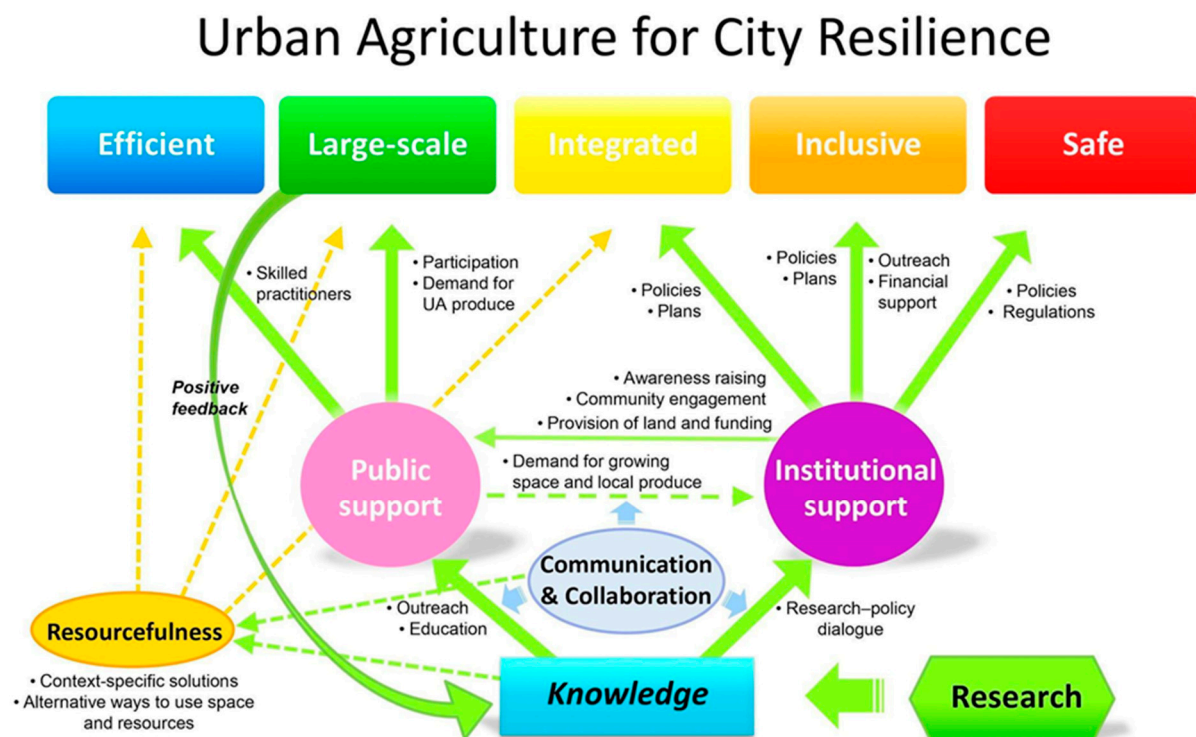 Urban Agriculture for City Resilience
Efficient
Large-scale
Integrated
Inclusive
Safe
• Skilled
practitioners
• Participation
• Demand for
UA produce
• Policies
• Plans
Policies •
Plans •
• Outreach
• Financial
support
• Policies
• Regulations
Positive
feedback
• Awareness raising
• Community engagement
• Provision of land and funding
Public
support
• Demand for growing
space and local produce
Institutional
support
Communication
& Collaboration
Resourcefulness
• Context-specific solutions
• Alternative ways to use space
and resources
• Outreach
• Education
• Research–policy
dialogue
Knowledge
Research